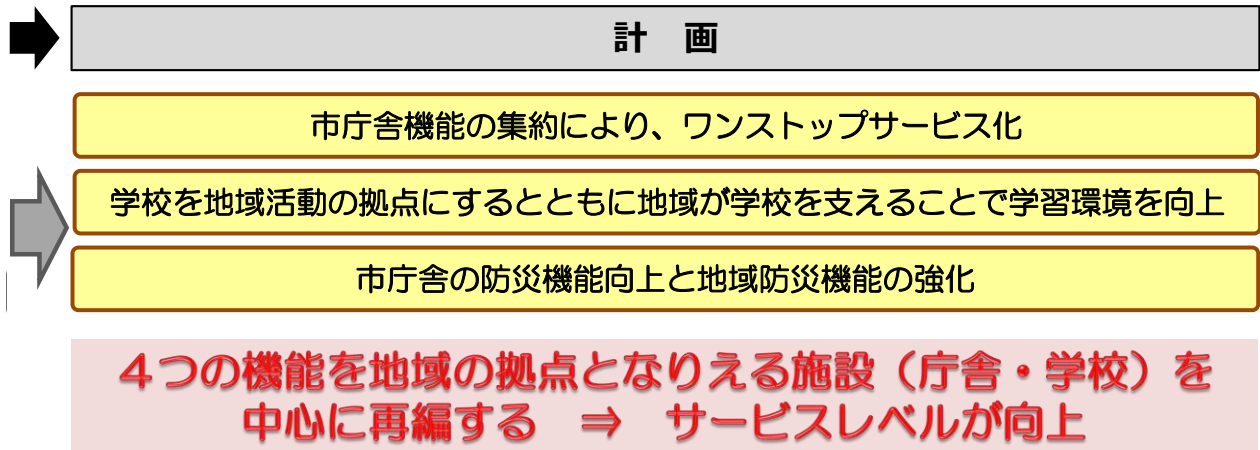 計　画
市庁舎機能の集約により、ワンストップサービス化
学校を地域活動の拠点にするとともに地域が学校を支えることで学習環境を向上
市庁舎の防災機能向上と地域防災機能の強化
４つの機能を地域の拠点となりえる施設（庁舎・学校）を
中心に再編する　⇒　サービスレベルが向上